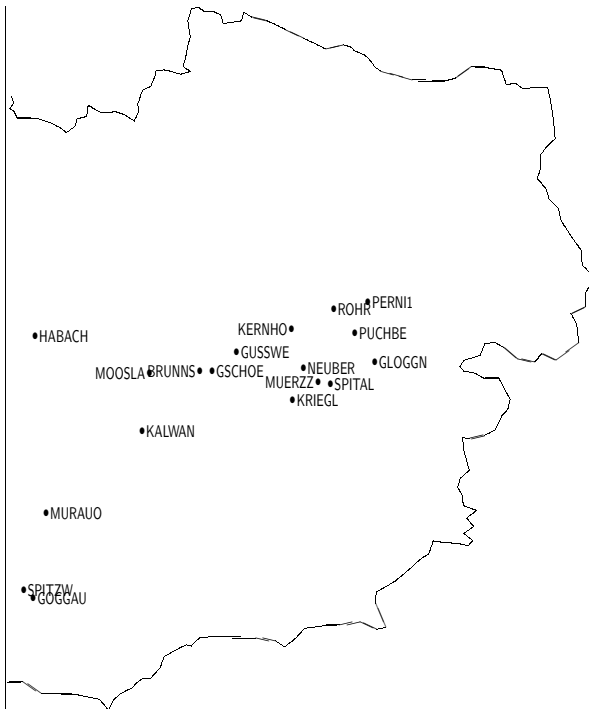 PERNI1
ROHR
KERNHO
PUCHBE
HABACH
GUSSWE
GLOGGN
NEUBER
MOOSLA
BRUNNS
GSCHOE
MUERZZ
SPITAL
KRIEGL
KALWAN
MURAUO
SPITZW
GOGGAU